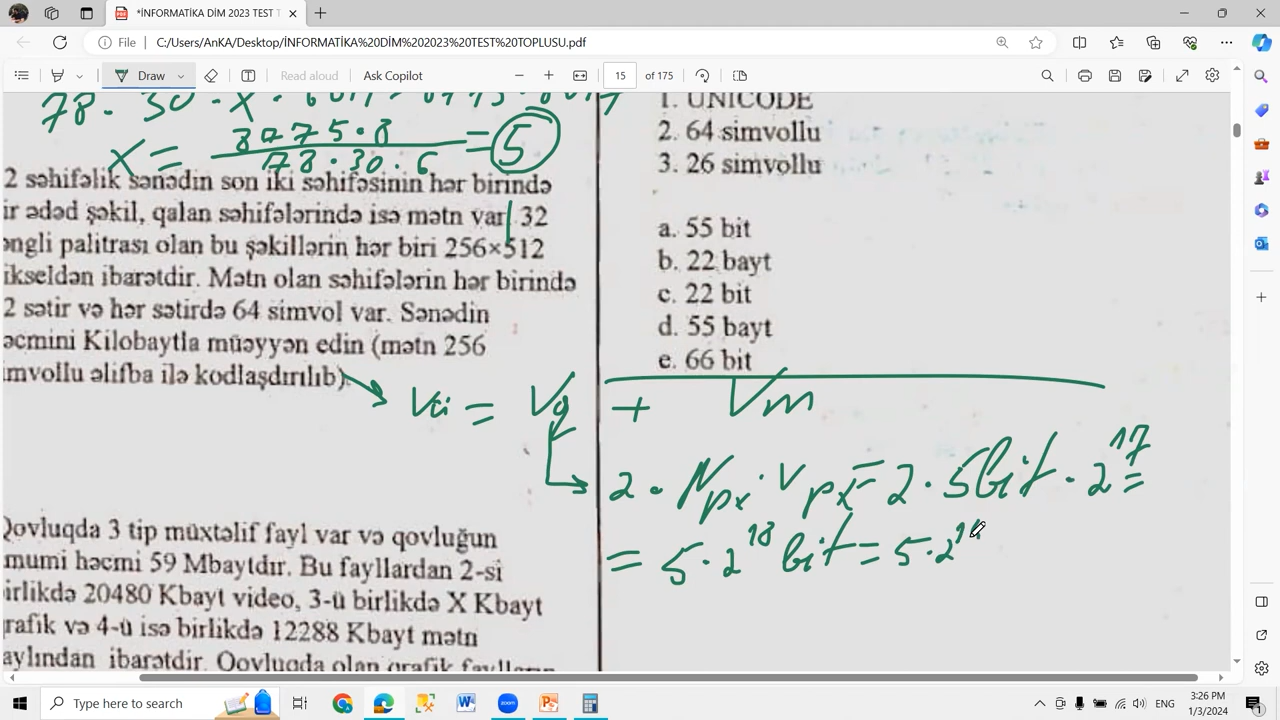 *İNFORMATİKA DİM 2023 TEST T
File C:/Users/AnKA/Desktop/İNFORMATİKA%20DİM%202023%20TEST%20TOPLUSU.pdf
Draw Read aloud Ask Copilot 15 of 175
78 · 30 · X ·
X = 8775·8 / 78·30·6 = 5
2 səhifəlik sənədin son iki səhifəsinin hər birində
ir ədəd şəkil, qalan səhifələrində isə mətn var. 32
əngli palitrası olan bu şəkillərin hər biri 256×512
ikseldən ibarətdir. Mətn olan səhifələrin hər birində
2 sətir və hər sətirdə 64 simvol var. Sənədin
əcmini Kilobaytla müəyyən edin (mətn 256
imvollu əlifba ilə kodlaşdırılıb).
Qovluqda 3 tip müxtəlif fayl var və qovluğun
mumi həcmi 59 Mbaytdır. Bu fayllardan 2-si
irlikdə 20480 Kbayt video, 3-ü birlikdə X Kbayt
rafik və 4-ü isə birlikdə 12288 Kbayt mətn
aylından ibarətdir. Qovluqda olan qrafik faylların
1. UNICODE
2. 64 simvollu
3. 26 simvollu
a. 55 bit
b. 22 bayt
c. 22 bit
d. 55 bayt
e. 66 bit
Vü = Vq + Vm
2 · Npx · Vpx = 2 · 5bit · 2^17 =
= 5 · 2^18 bit = 5 · 2^1
Type here to search
ENG
3:26 PM
1/3/2024